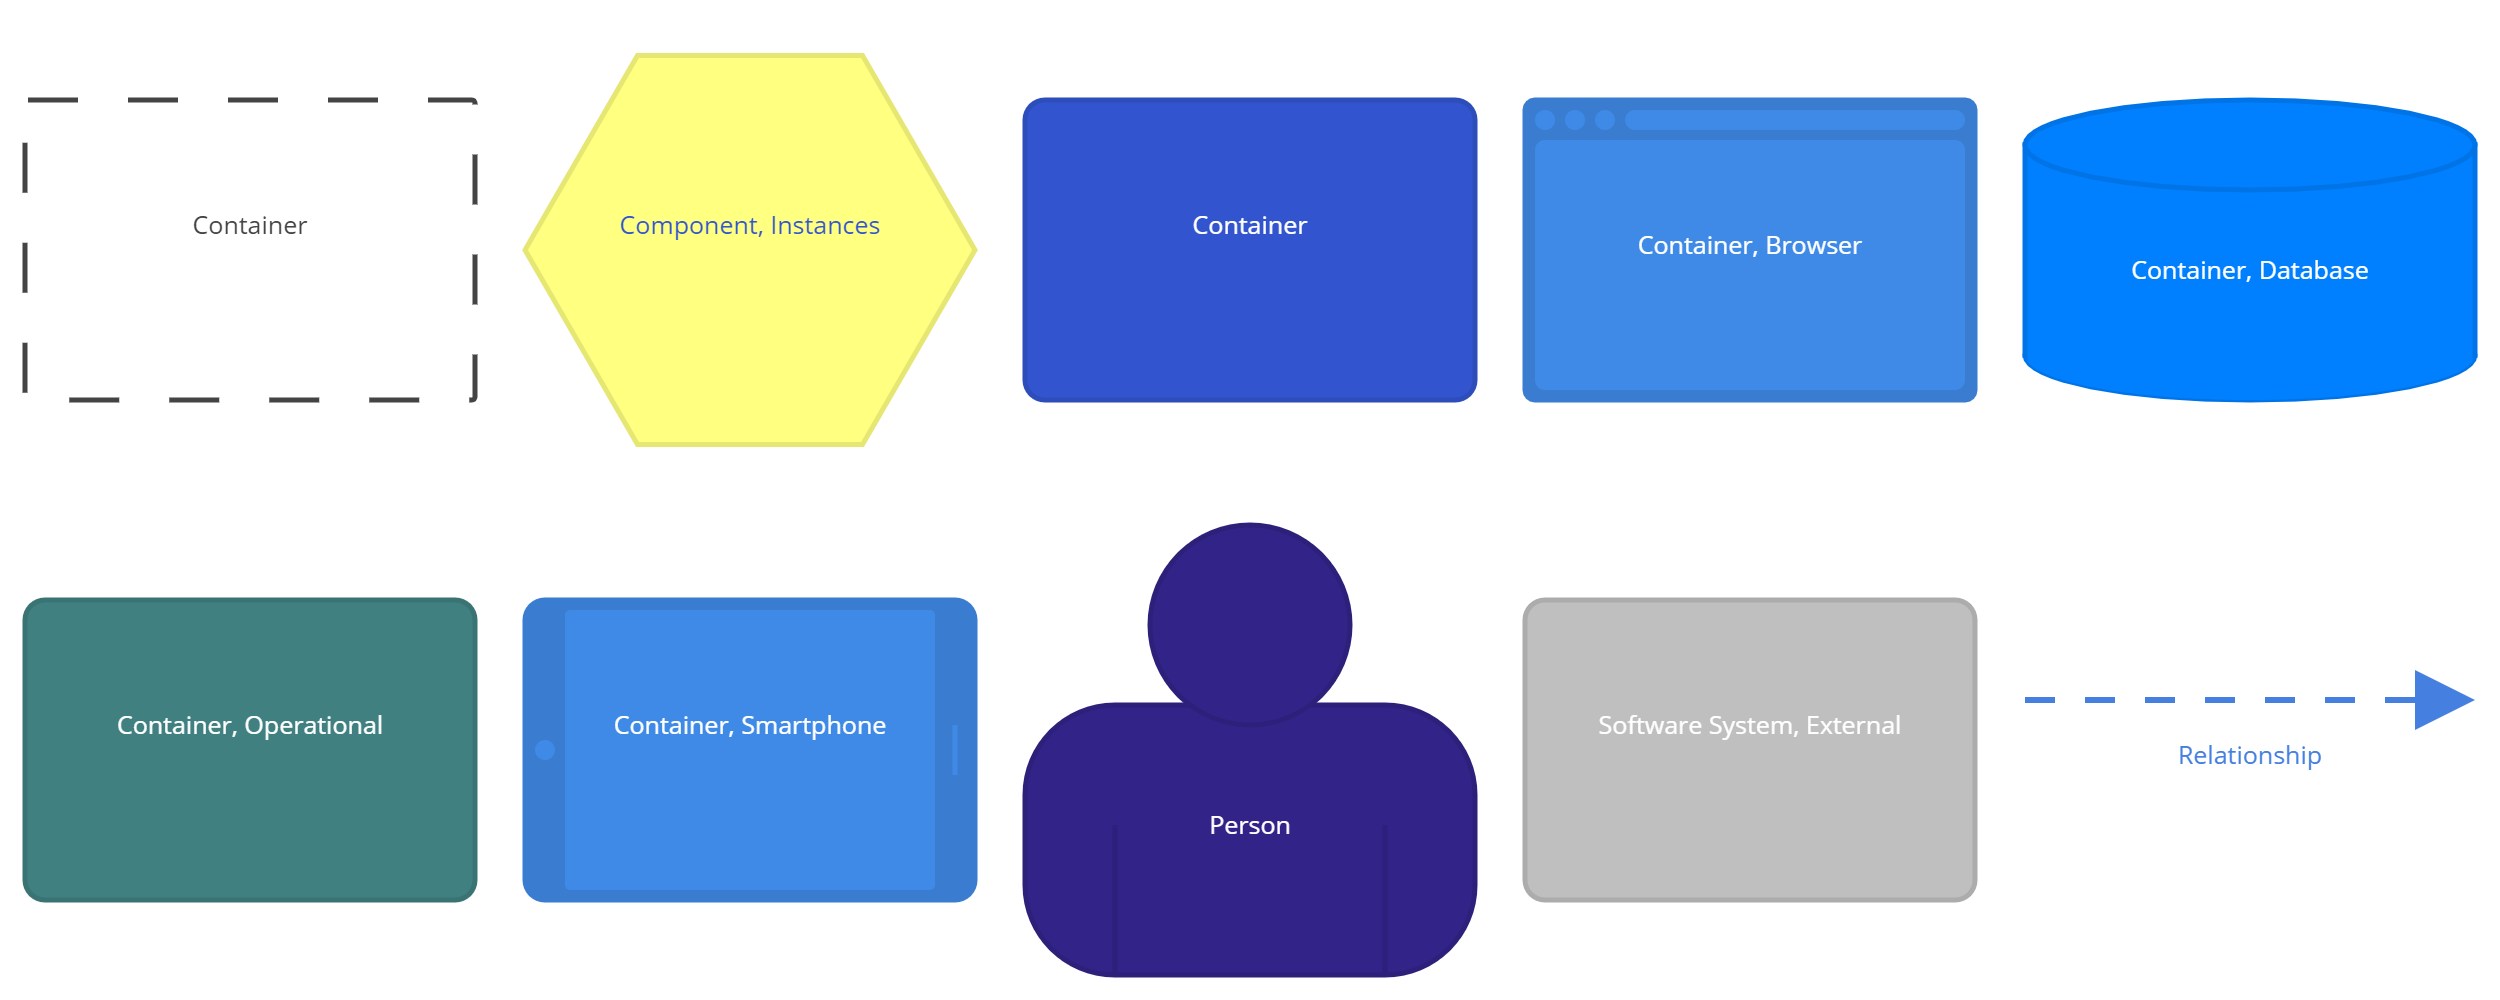 Container
Component, Instances
Container
Container, Browser
Container, Database
Container, Operational
Container, Smartphone
Person
Software System, External
Relationship